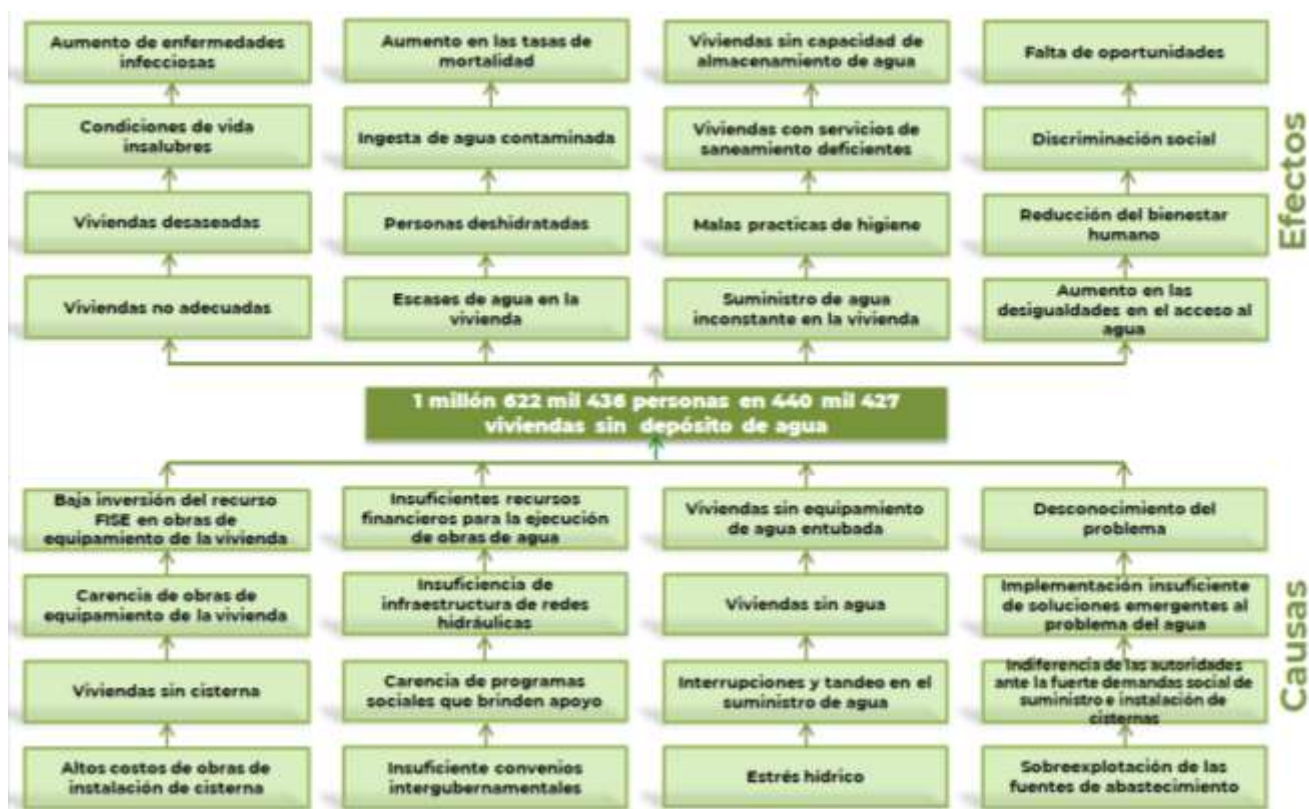 Aumento de enfermedades
infecciosas
Aumento en las tasas de
mortalidad
Viviendas sin capacidad de
almacenamiento de agua
Falta de oportunidades
Condiciones de vida
insalubres
Ingesta de agua contaminada
Viviendas con servicios de
saneamiento deficientes
Discriminación social
Viviendas desaseadas
Personas deshidratadas
Malas practicas de higiene
Reducción del bienestar
humano
Viviendas no adecuadas
Escases de agua en la
vivienda
Suministro de agua
inconstante en la vivienda
Aumento en las
desigualdades en el acceso al
agua
Efectos
1 millón 622 mil 436 personas en 440 mil 427
viviendas sin depósito de agua
Baja inversión del recurso
FISE en obras de
equipamiento de la vivienda
Insuficientes recursos
financieros para la ejecución
de obras de agua
Viviendas sin equipamiento
de agua entubada
Desconocimiento del
problema
Carencia de obras de
equipamiento de la vivienda
Insuficiencia de
infraestructura de redes
hidráulicas
Viviendas sin agua
Implementación insuficiente
de soluciones emergentes al
problema del agua
Viviendas sin cisterna
Carencia de programas
sociales que brinden apoyo
Interrupciones y tandeo en el
suministro de agua
Indiferencia de las autoridades
ante la fuerte demandas social de
suministro e instalación de
cisternas
Altos costos de obras de
instalación de cisterna
Insuficiente convenios
intergubernamentales
Estrés hídrico
Sobreexplotación de las
fuentes de abastecimiento
Causas